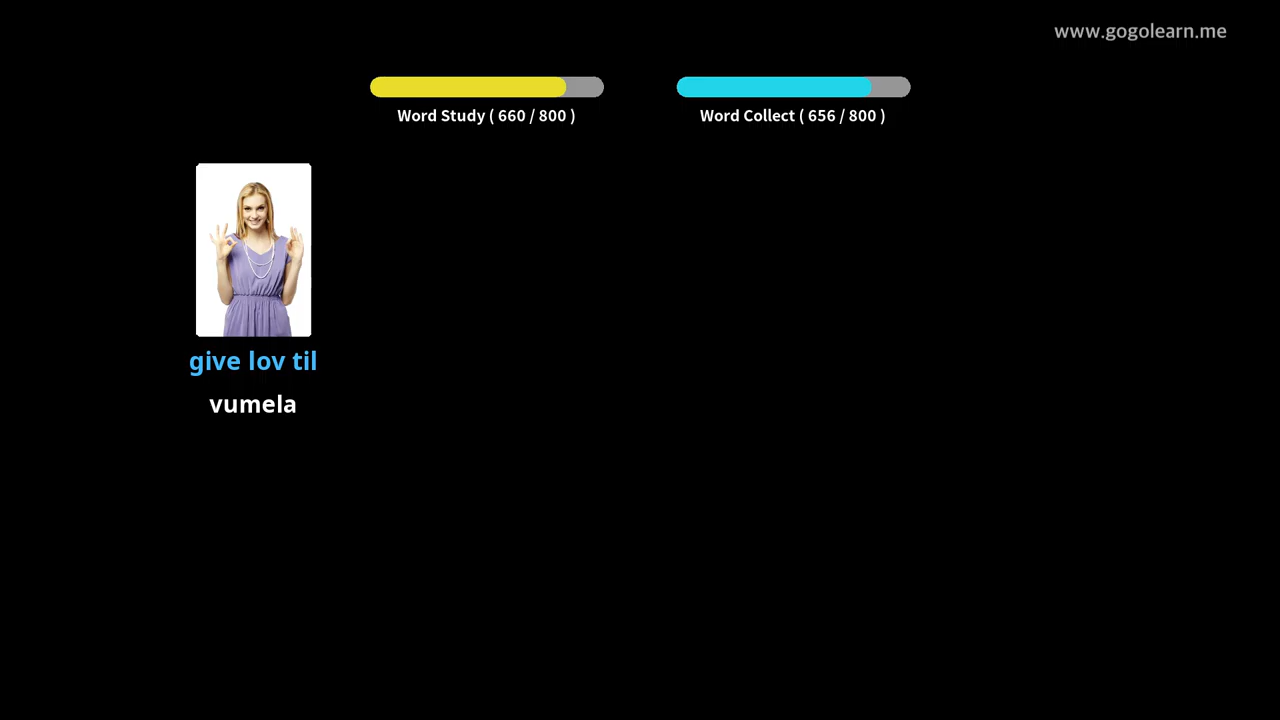 www.gogolearn.me
Word Study ( 660 / 800 )
Word Collect ( 656 / 800 )
give lov til
vumela